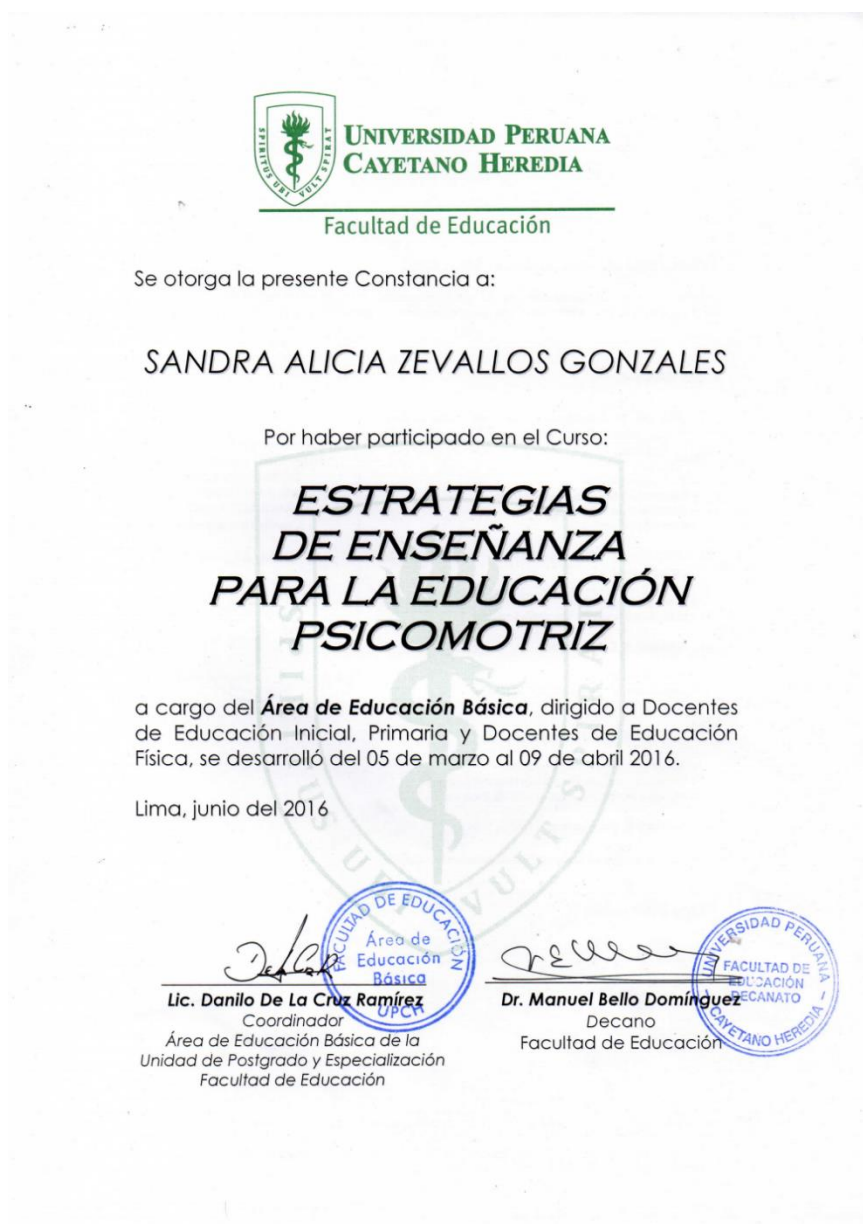 SPIRITUS UBI VULT SPIRAT
UNIVERSIDAD PERUANA
CAYETANO HEREDIA
Facultad de Educación
Se otorga la presente Constancia a:
SANDRA ALICIA ZEVALLOS GONZALES
Por haber participado en el Curso:
ESTRATEGIAS
DE ENSEÑANZA
PARA LA EDUCACIÓN
PSICOMOTRIZ
a cargo del Área de Educación Básica, dirigido a Docentes
de Educación Inicial, Primaria y Docentes de Educación
Física, se desarrolló del 05 de marzo al 09 de abril 2016.
Lima, junio del 2016
FACULTAD DE EDUCACIÓN
Área de
Educación
Básica
UPCH
UNIVERSIDAD PERUANA
FACULTAD DE
EDUCACIÓN
DECANATO
CAYETANO HEREDIA
Lic. Danilo De La Cruz Ramírez
Coordinador
Área de Educación Básica de la
Unidad de Postgrado y Especialización
Facultad de Educación
Dr. Manuel Bello Domínguez
Decano
Facultad de Educación